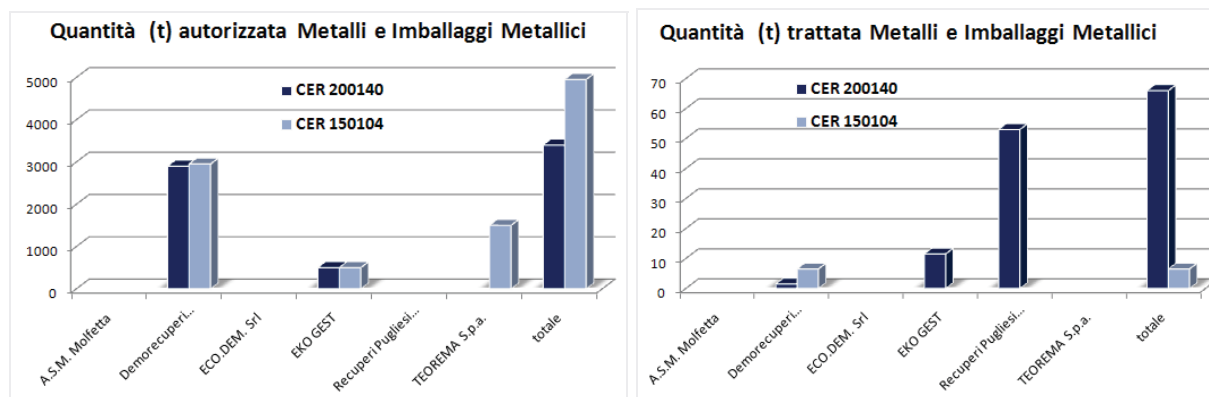 Quantità (t) autorizzata Metalli e Imballaggi Metallici
CER 200140
CER 150104
5000
4000
3000
2000
1000
0
A.S.M. Molfetta
Demorecuperi...
ECO.DEM. Srl
EKO GEST
Recuperi Pugliesi...
TEOREMA S.p.a.
totale
Quantità (t) trattata Metalli e Imballaggi Metallici
CER 200140
CER 150104
70
60
50
40
30
20
10
0
A.S.M. Molfetta
Demorecuperi...
ECO.DEM. Srl
EKO GEST
Recuperi Pugliesi...
TEOREMA S.p.a.
totale